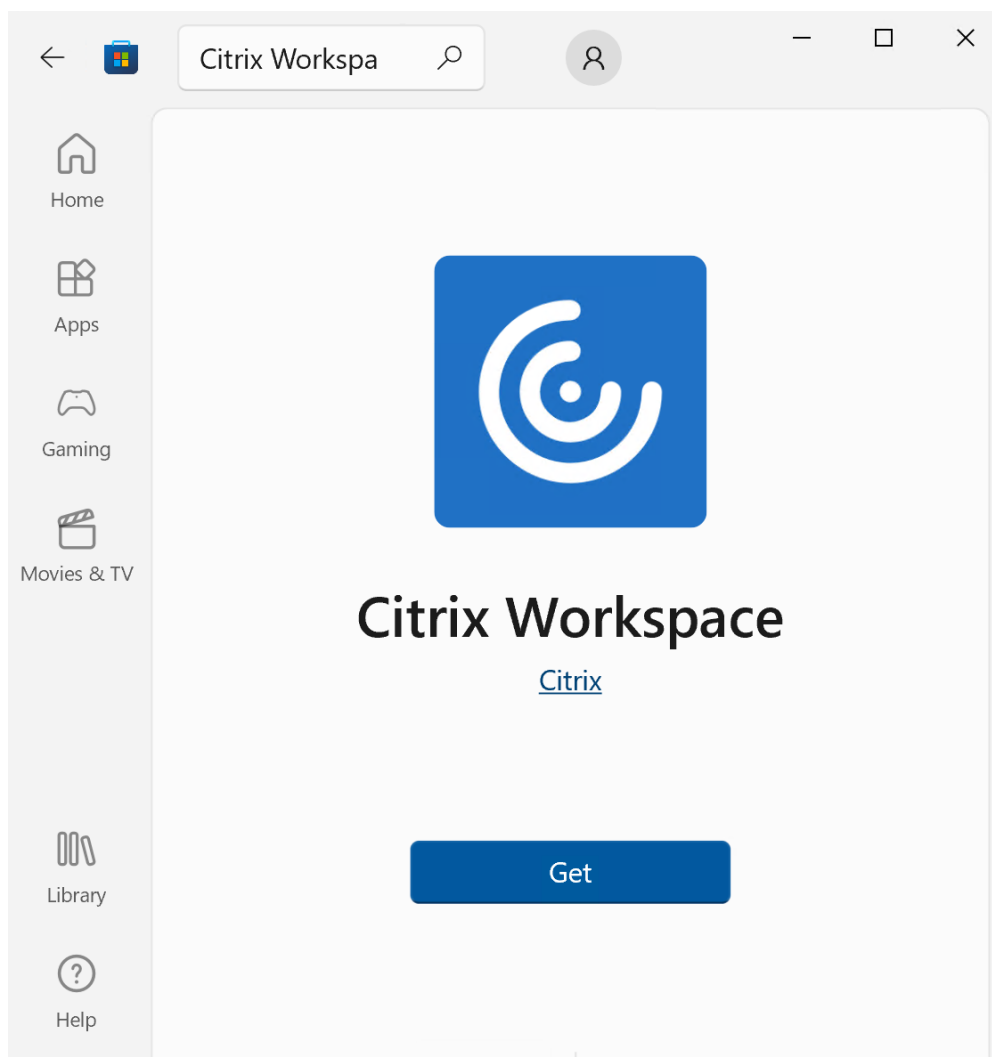 Citrix Workspa
Home
Apps
Gaming
Movies & TV
Citrix Workspace
Citrix
Get
Library
Help